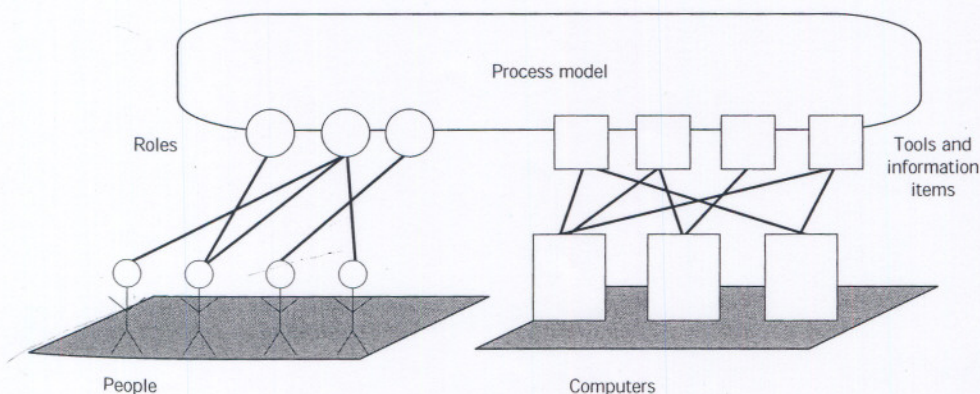 Process model
Roles
Tools and
information
items
People
Computers